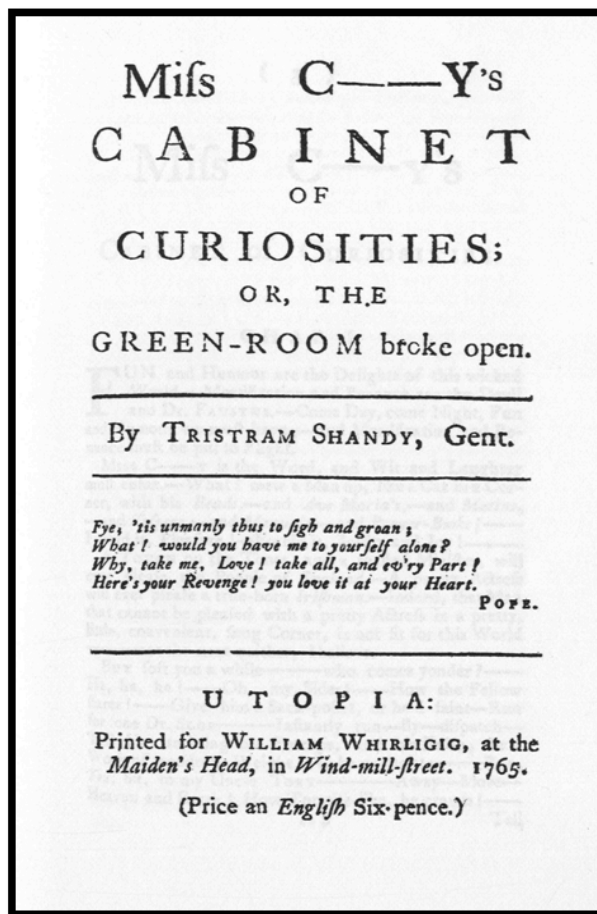 Miſs C———Y's
CABINET
OF
CURIOSITIES;
OR, THE
GREEN-ROOM broke open.
By TRISTRAM SHANDY, Gent.
Fye, 'tis unmanly thus to ſigh and groan;
What! would you have me to yourſelf alone?
Why, take me, Love! take all, and ev'ry Part!
Here's your Revenge! you love it at your Heart.
POPE.
UTOPIA:
Printed for WILLIAM WHIRLIGIG, at the
Maiden's Head, in Wind-mill-ſtreet. 1765.
(Price an Engliſh Six-pence.)